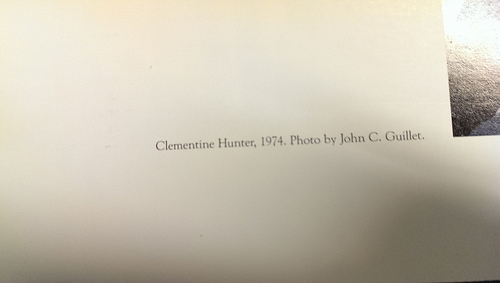 Clementine Hunter, 1974. Photo by John C. Guillet.